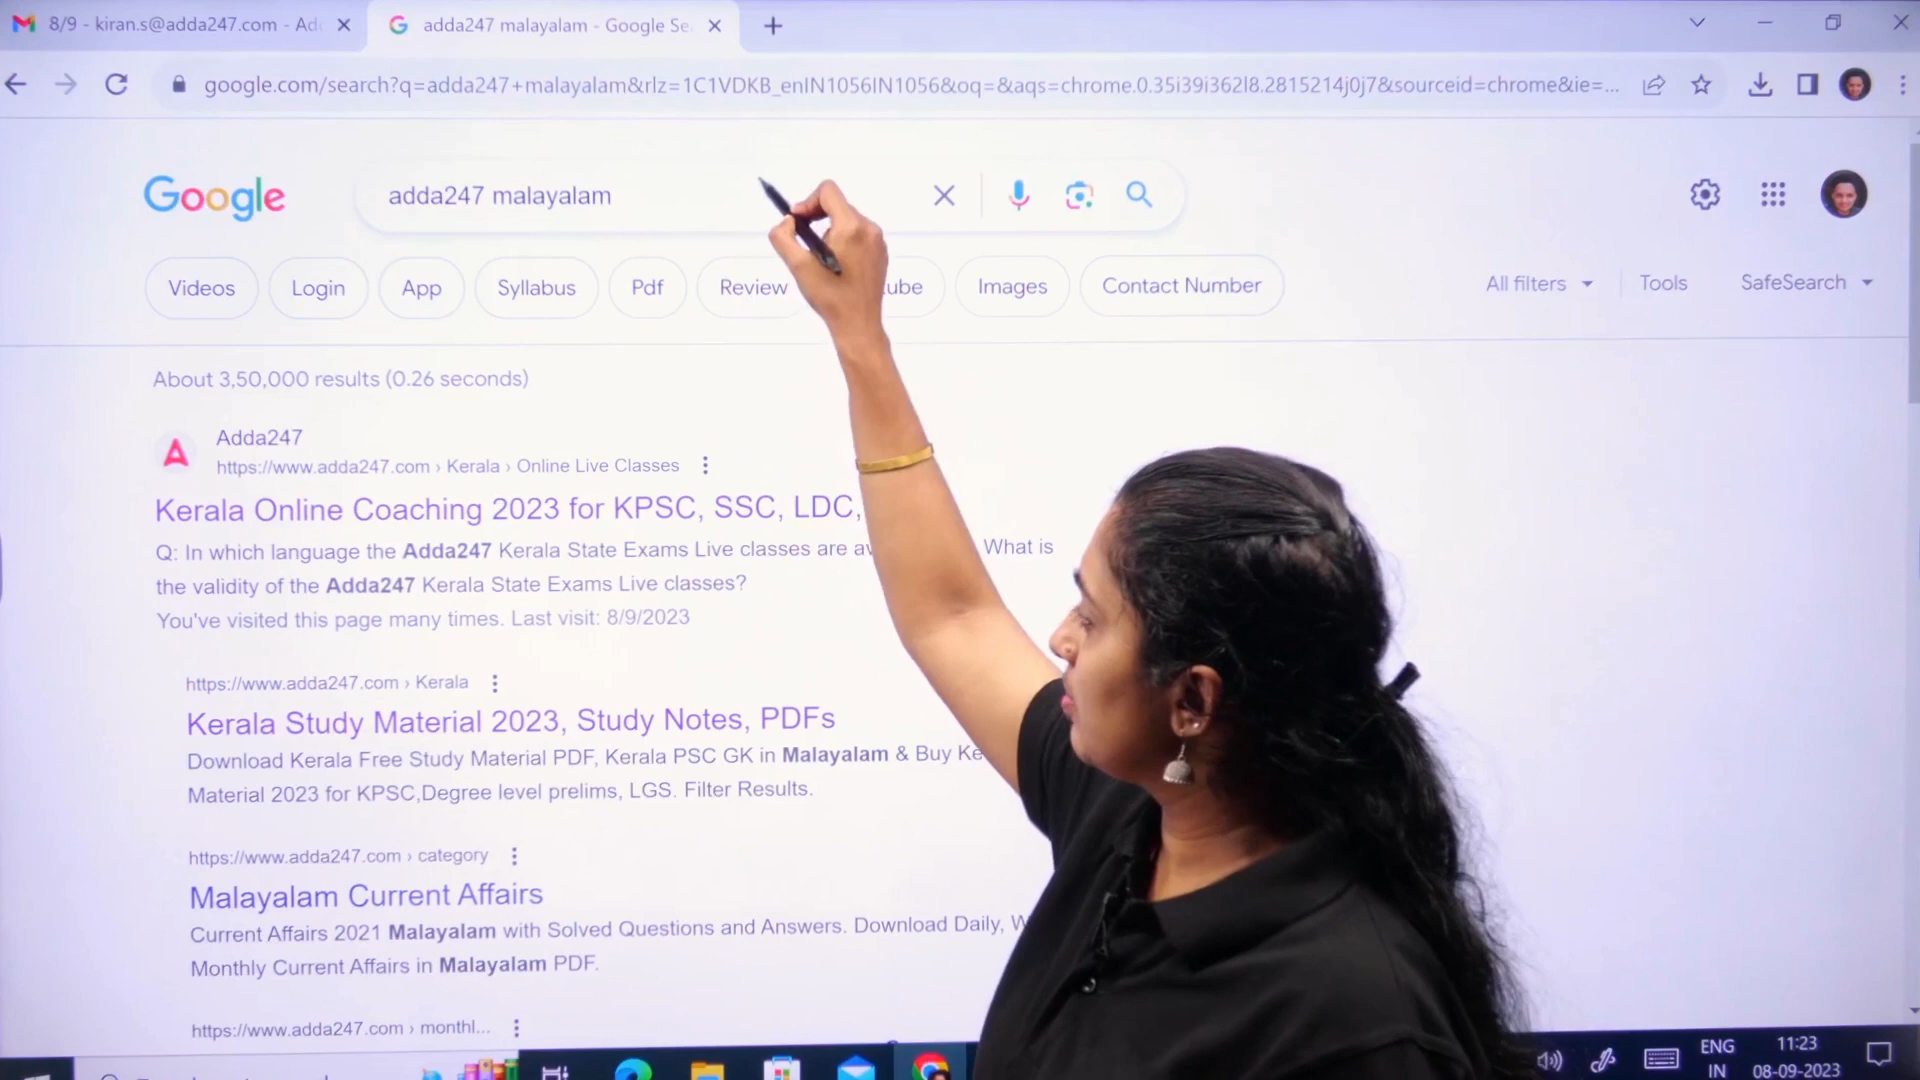 8/9 - kiran.s@adda247.com - Ad
adda247 malayalam - Google Se
google.com/search?q=adda247+malayalam&rlz=1C1VDKB_enIN1056IN1056&oq=&aqs=chrome.0.35i39i362l8.2815214j0j7&sourceid=chrome&ie=...
Google
adda247 malayalam
Videos
Login
App
Syllabus
Pdf
Review
ube
Images
Contact Number
All filters
Tools
SafeSearch
About 3,50,000 results (0.26 seconds)
Adda247
https://www.adda247.com › Kerala › Online Live Classes
Kerala Online Coaching 2023 for KPSC, SSC, LDC,
Q: In which language the Adda247 Kerala State Exams Live classes are av What is
the validity of the Adda247 Kerala State Exams Live classes?
You've visited this page many times. Last visit: 8/9/2023
https://www.adda247.com › Kerala
Kerala Study Material 2023, Study Notes, PDFs
Download Kerala Free Study Material PDF, Kerala PSC GK in Malayalam & Buy Ke
Material 2023 for KPSC,Degree level prelims, LGS. Filter Results.
https://www.adda247.com › category
Malayalam Current Affairs
Current Affairs 2021 Malayalam with Solved Questions and Answers. Download Daily, W
Monthly Current Affairs in Malayalam PDF.
https://www.adda247.com › monthl...
ENG
IN
11:23
08-09-2023